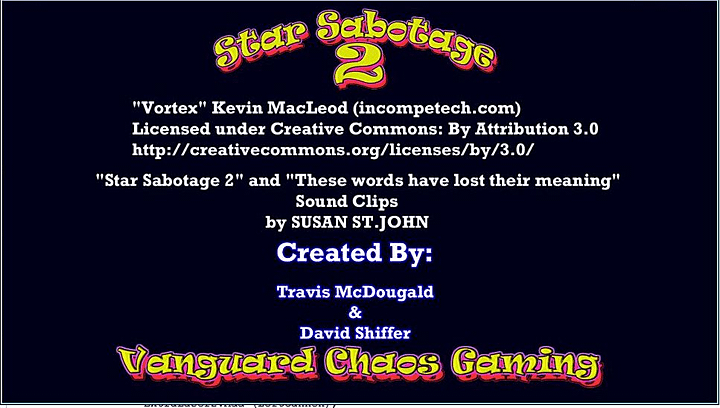 Star Sabotage
2
"Vortex" Kevin MacLeod (incompetech.com)
Licensed under Creative Commons: By Attribution 3.0
http://creativecommons.org/licenses/by/3.0/
"Star Sabotage 2" and "These words have lost their meaning"
Sound Clips
by SUSAN ST.JOHN
Created By:
Travis McDougald
&
David Shiffer
Vanguard Chaos Gaming